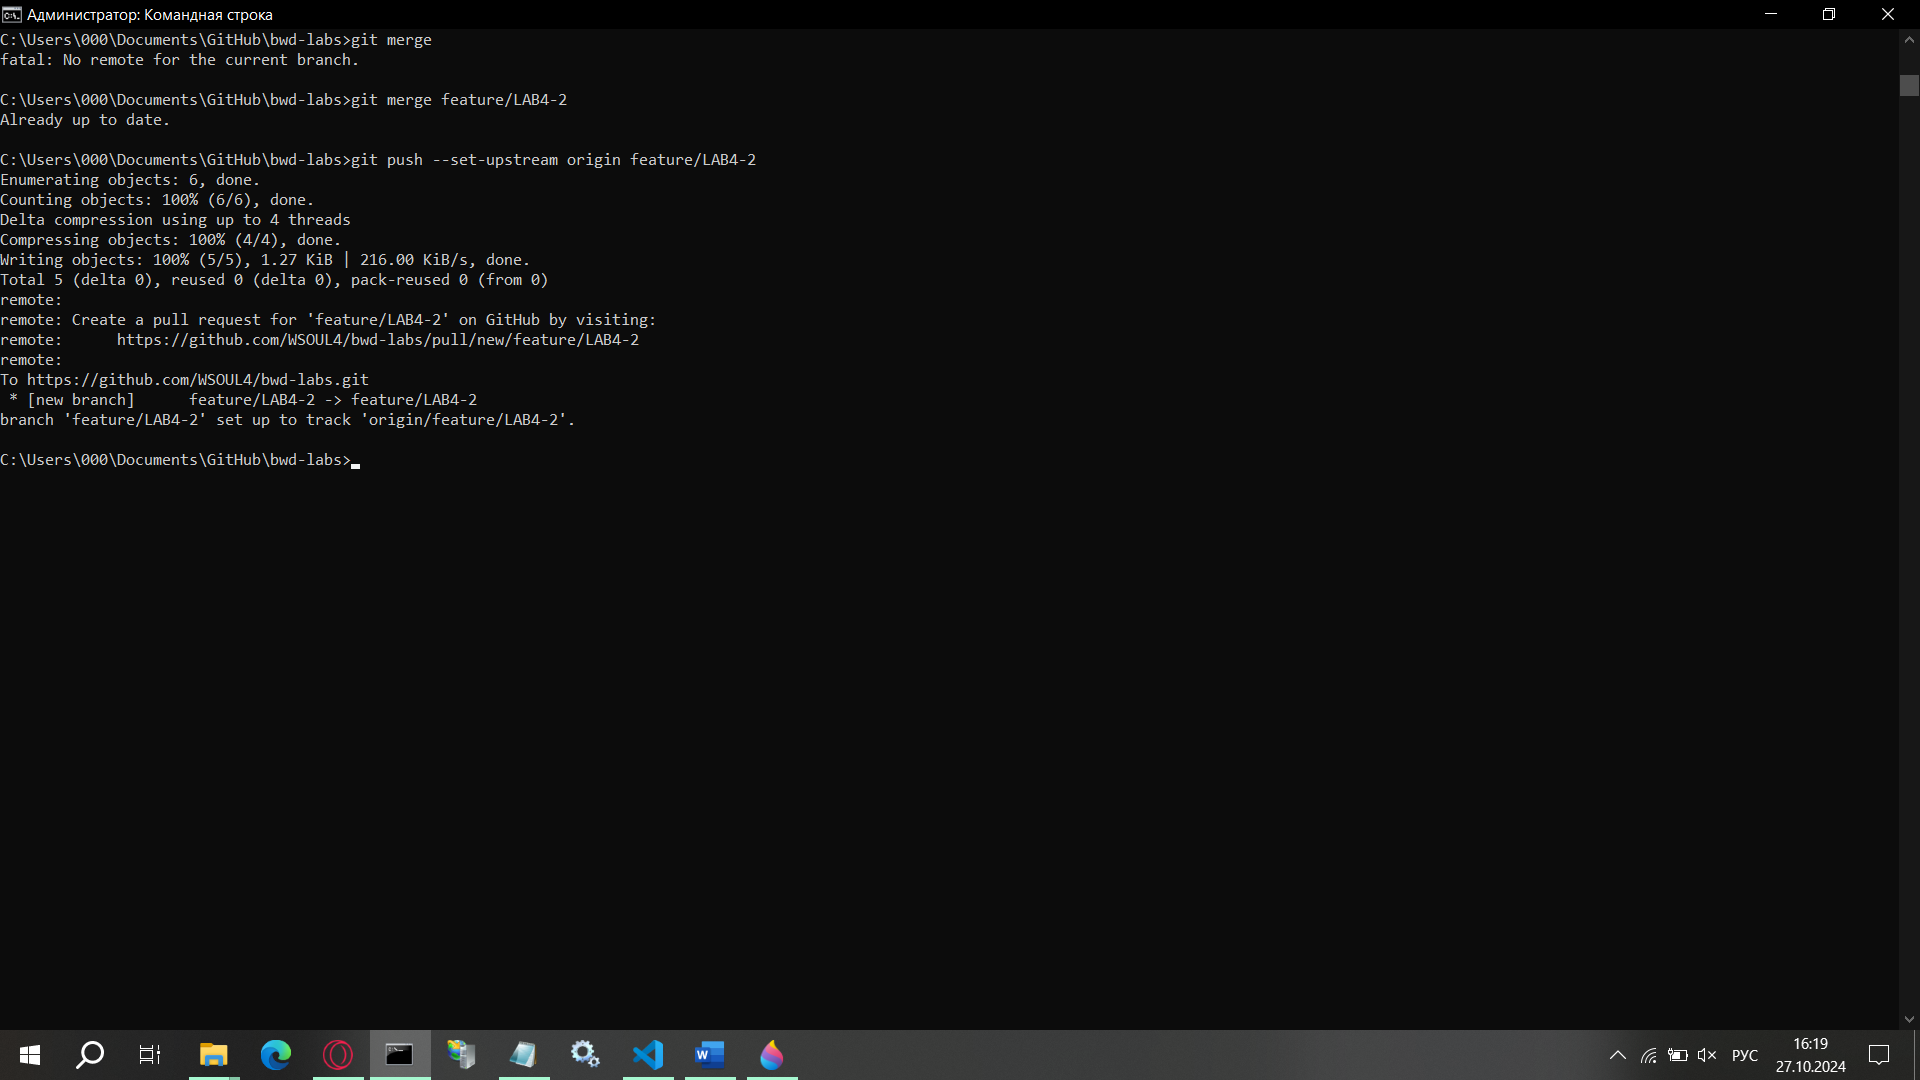 Администратор: Командная строка
C:\Users\000\Documents\GitHub\bwd-labs>git merge
fatal: No remote for the current branch.
C:\Users\000\Documents\GitHub\bwd-labs>git merge feature/LAB4-2
Already up to date.
C:\Users\000\Documents\GitHub\bwd-labs>git push --set-upstream origin feature/LAB4-2
Enumerating objects: 6, done.
Counting objects: 100% (6/6), done.
Delta compression using up to 4 threads
Compressing objects: 100% (4/4), done.
Writing objects: 100% (5/5), 1.27 KiB | 216.00 KiB/s, done.
Total 5 (delta 0), reused 0 (delta 0), pack-reused 0 (from 0)
remote:
remote: Create a pull request for 'feature/LAB4-2' on GitHub by visiting:
remote:      https://github.com/WSOUL4/bwd-labs/pull/new/feature/LAB4-2
remote:
To https://github.com/WSOUL4/bwd-labs.git
 * [new branch]      feature/LAB4-2 -> feature/LAB4-2
branch 'feature/LAB4-2' set up to track 'origin/feature/LAB4-2'.
C:\Users\000\Documents\GitHub\bwd-labs>
РУС
16:19
27.10.2024